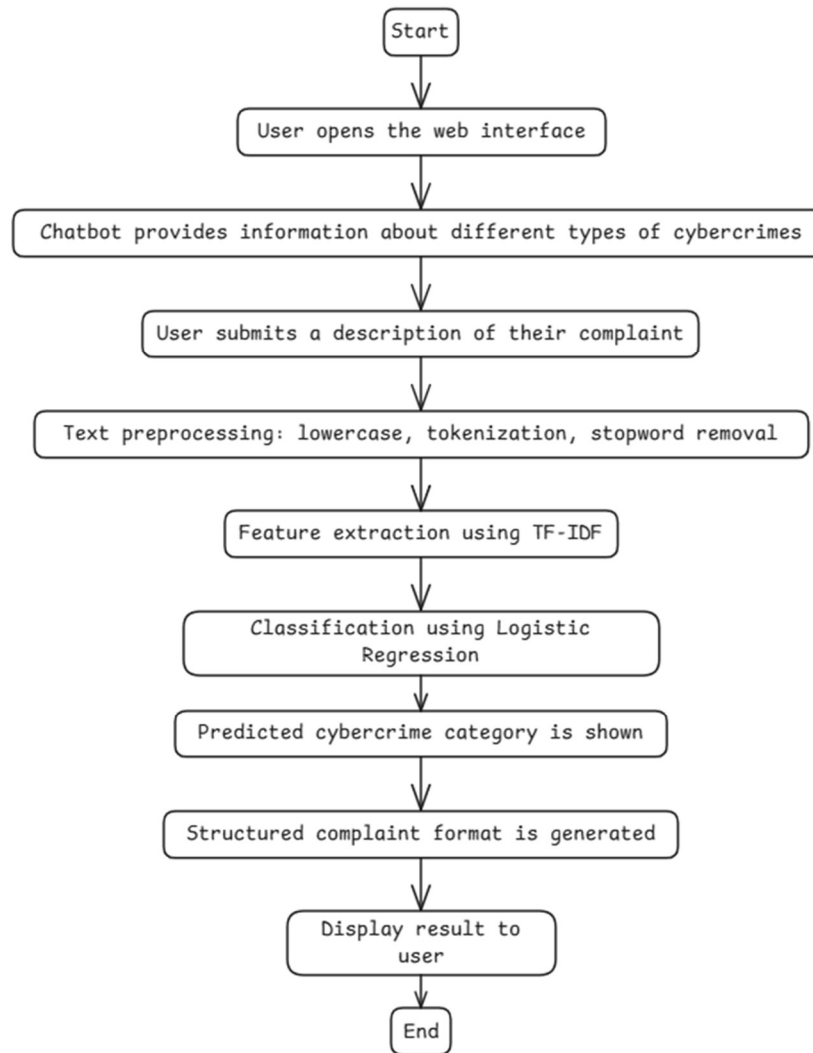 Start
User opens the web interface
Chatbot provides information about different types of cybercrimes
User submits a description of their complaint
Text preprocessing: lowercase, tokenization, stopword removal
Feature extraction using TF-IDF
Classification using Logistic
Regression
Predicted cybercrime category is shown
Structured complaint format is generated
Display result to
user
End